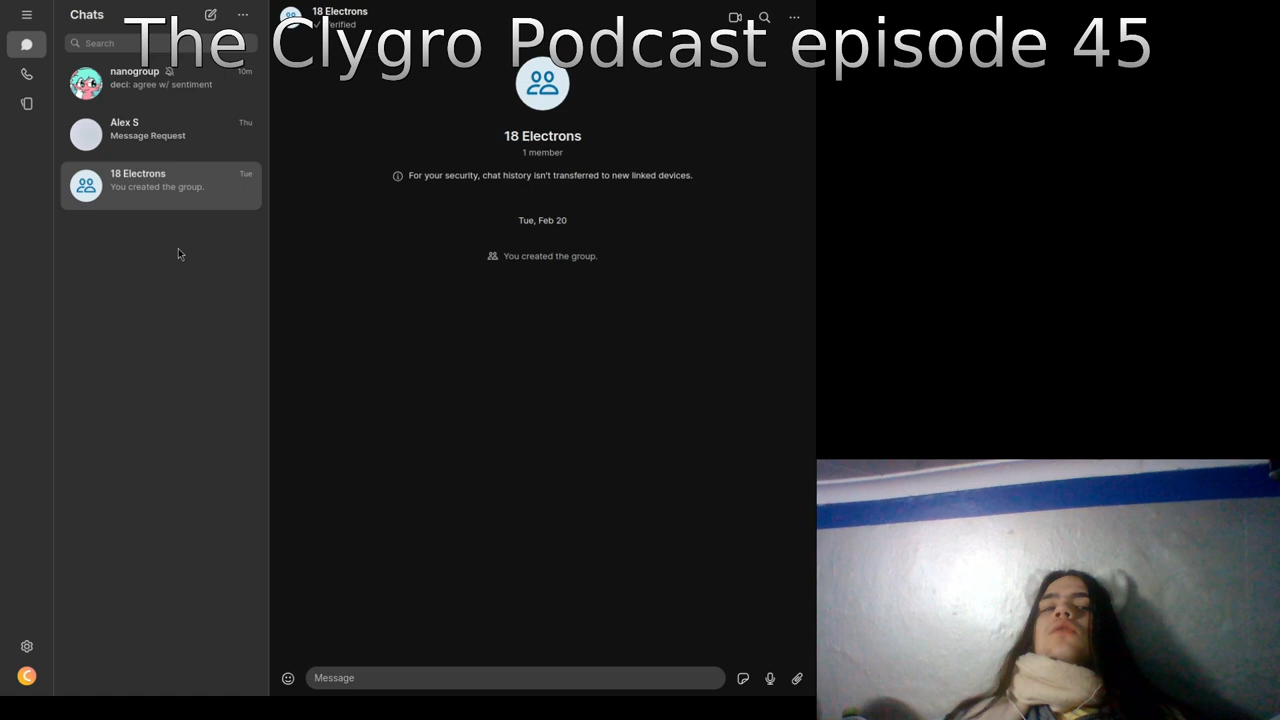 The Clygro Podcast episode 45
Chats
Search
nanogroup
10m
deci: agree w/ sentiment
Alex S
Thu
Message Request
18 Electrons
Tue
You created the group.
C
18 Electrons
18 Electrons
1 member
For your security, chat history isn't transferred to new linked devices.
Tue, Feb 20
You created the group.
Message